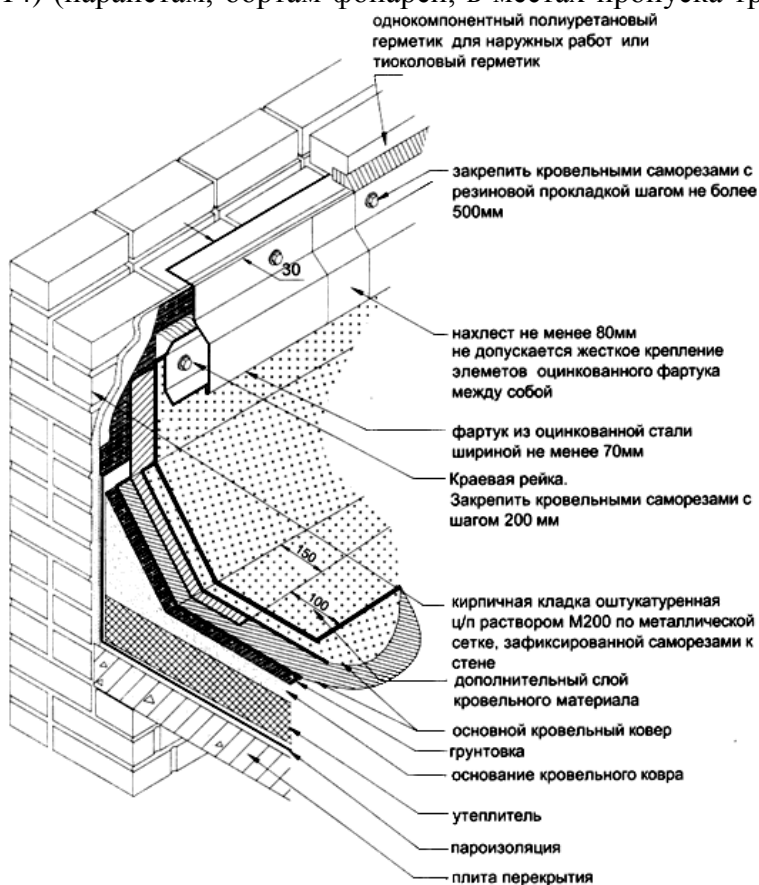 однокомпонентный полиуретановый
герметик для наружных работ или
тиоколовый герметик
закрепить кровельными саморезами с
резиновой прокладкой шагом не более
500мм
30
нахлест не менее 80мм
не допускается жесткое крепление
элеметов оцинкованного фартука
между собой
фартук из оцинкованной стали
шириной не менее 70мм
Краевая рейка.
Закрепить кровельными саморезами с
шагом 200 мм
150
100
кирпичная кладка оштукатуренная
ц/п раствором М200 по металлической
сетке, зафиксированной саморезами к
стене
дополнительный слой
кровельного материала
основной кровельный ковер
грунтовка
основание кровельного ковра
утеплитель
пароизоляция
плита перекрытия